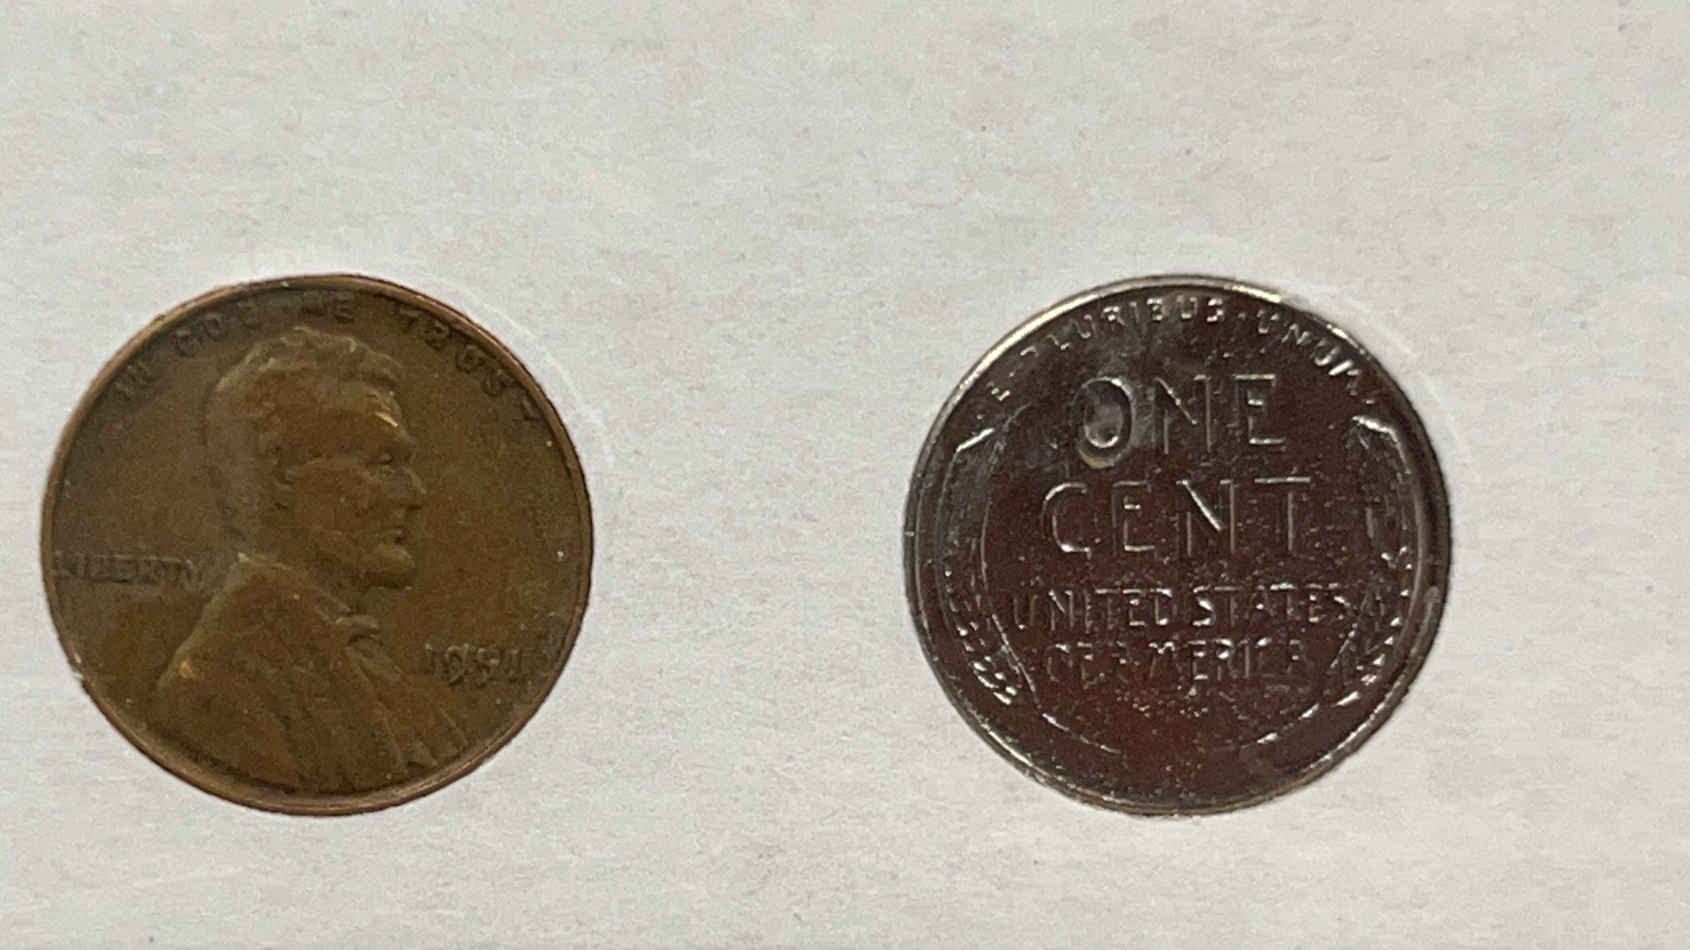 IN GOD WE TRUST
LIBERTY
E · PLURIBUS · UNUM
ONE
CENT
UNITED STATES
OF AMERICA